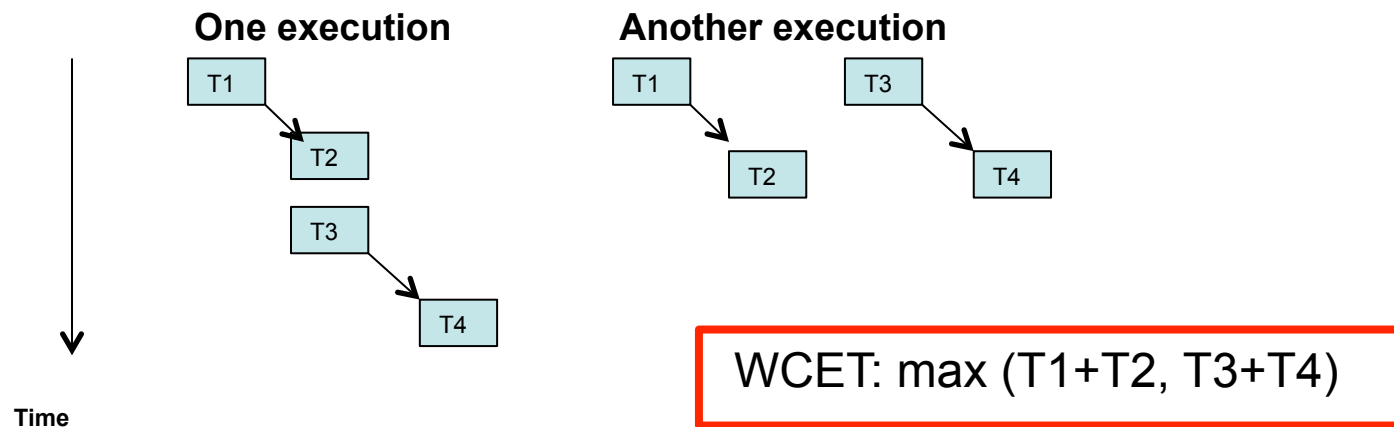 One execution
Another execution
T1
T2
T3
T4
T1
T3
T2
T4
WCET: max (T1+T2, T3+T4)
Time